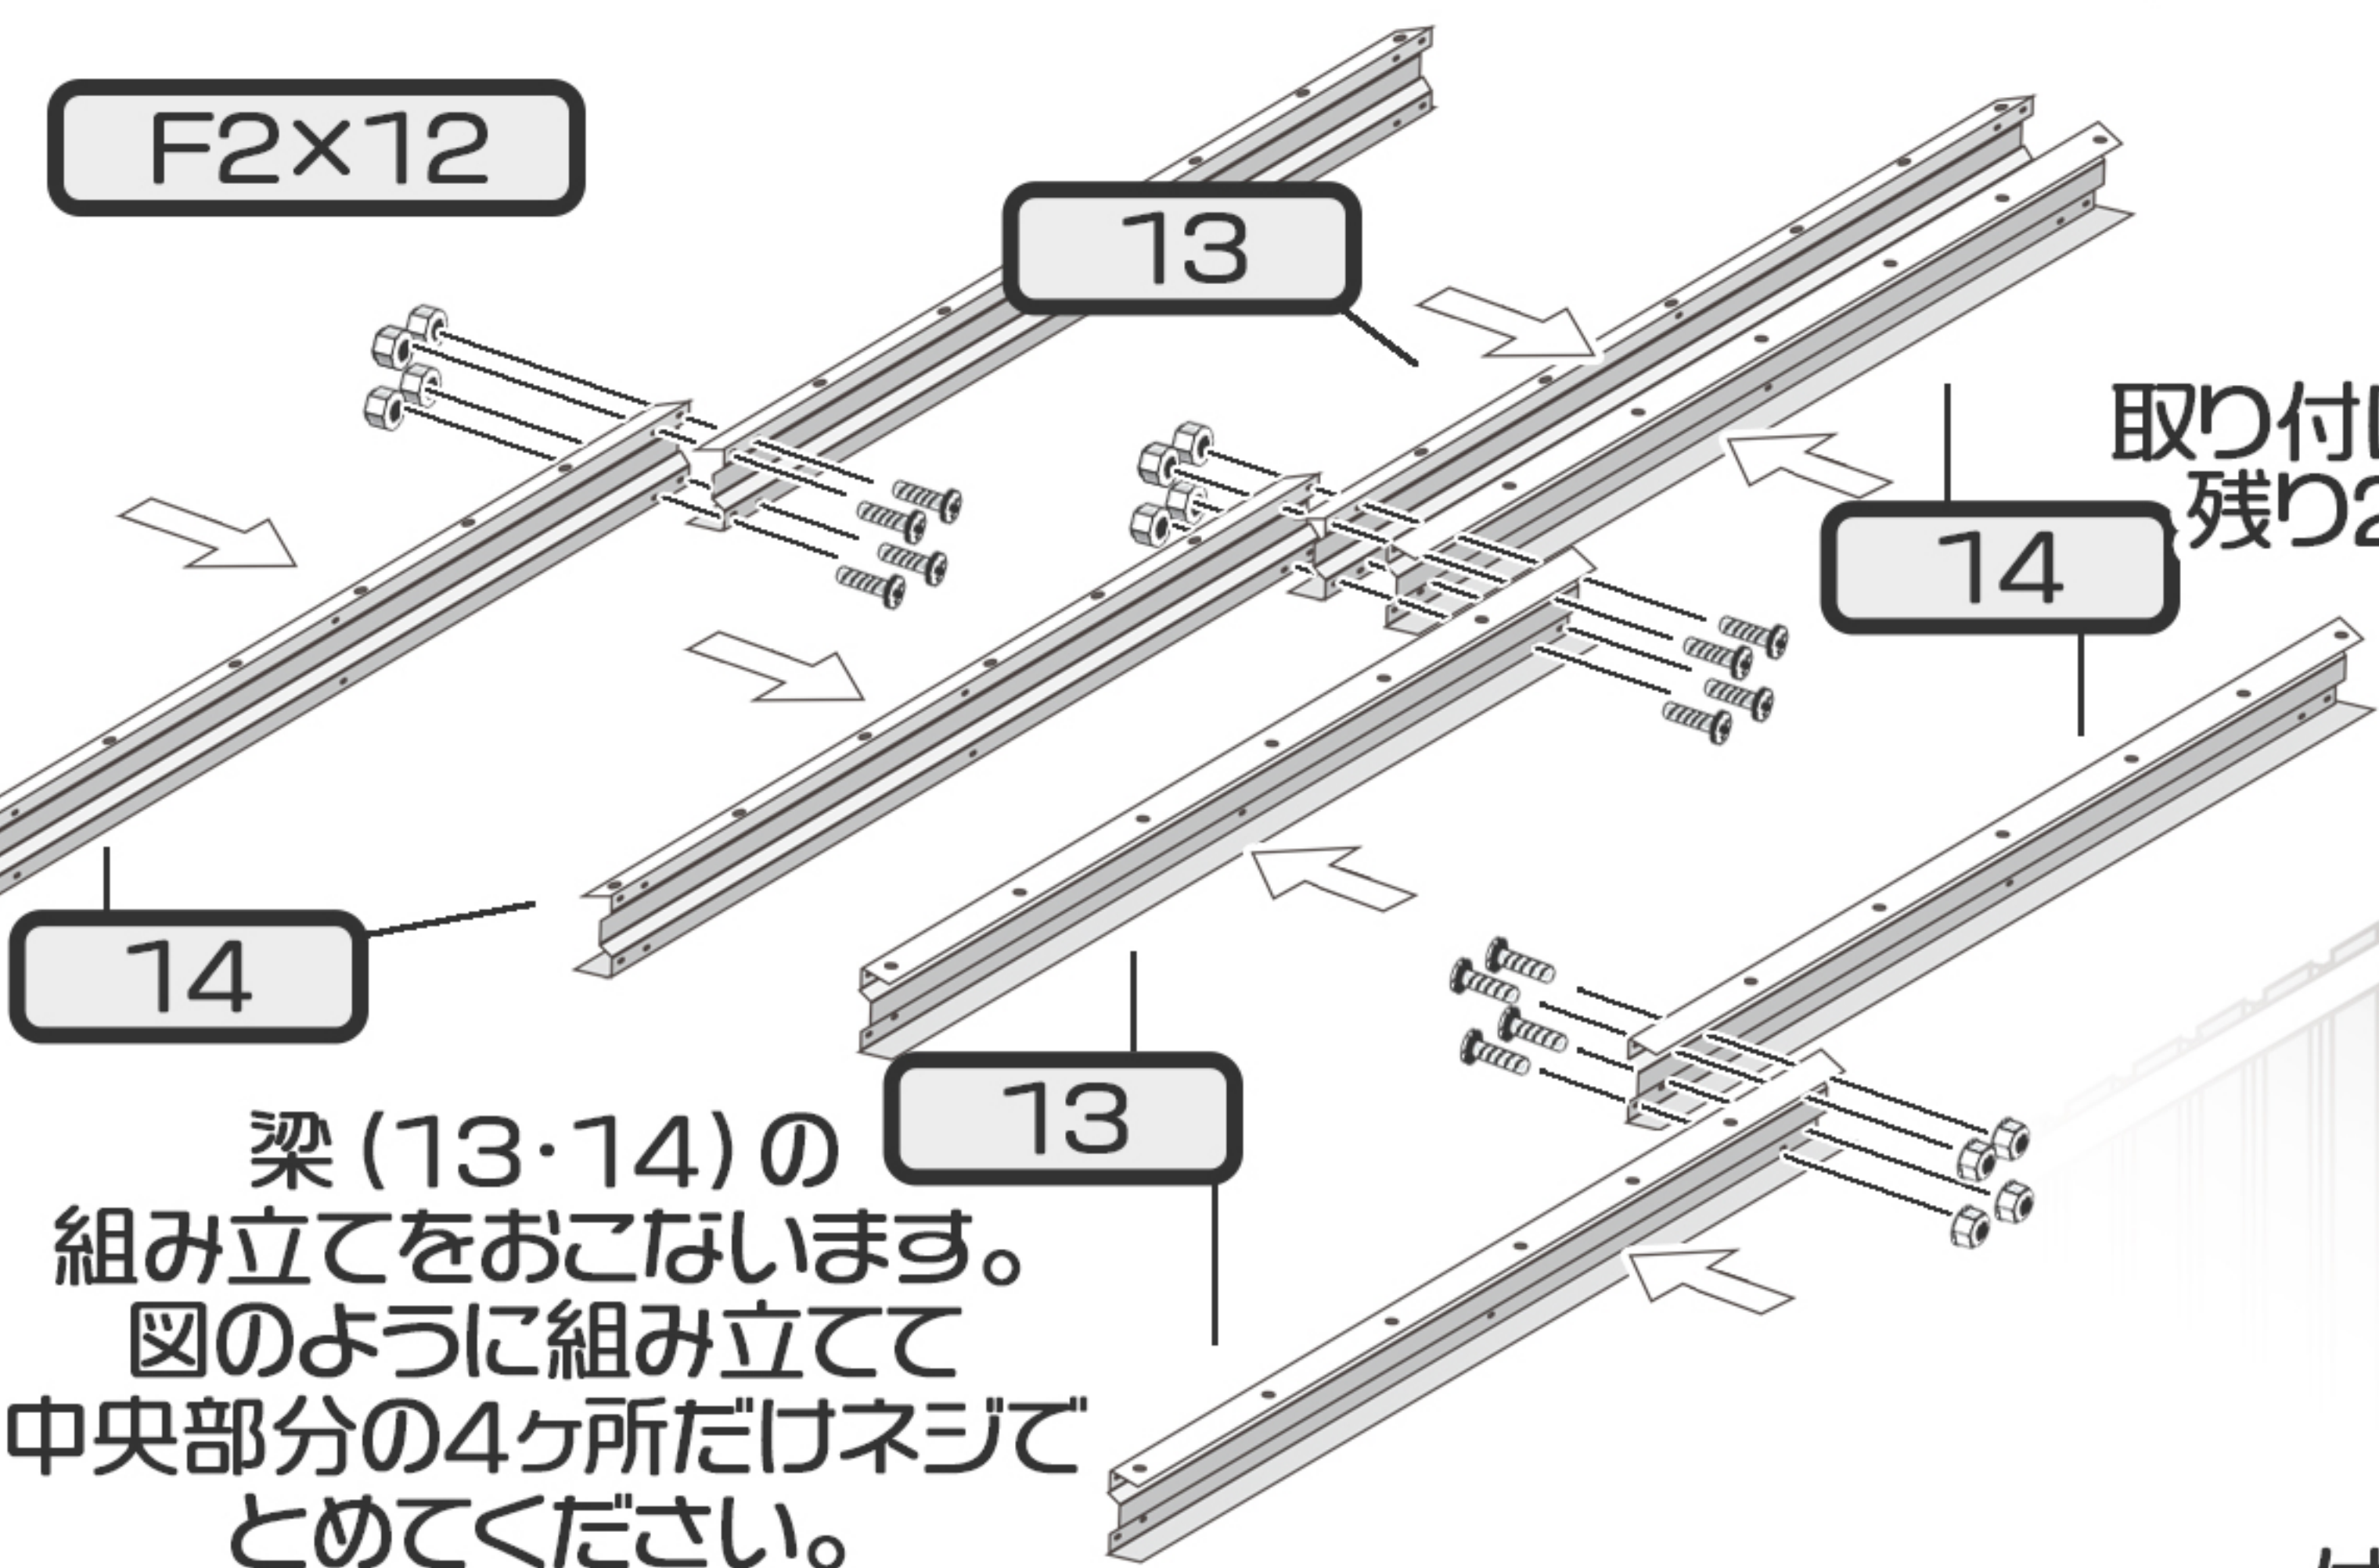 F2×12
13
取り付
残り2
14
14
13
梁(13･14)の
組み立てをおこないます。
図のように組み立てて
中央部分の4ヶ所だけネジで
とめてください。